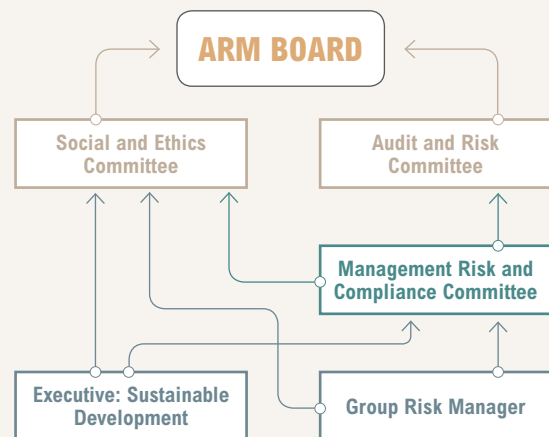 ARM BOARD
Social and Ethics
Committee
Audit and Risk
Committee
Management Risk and
Compliance Committee
Executive: Sustainable
Development
Group Risk Manager